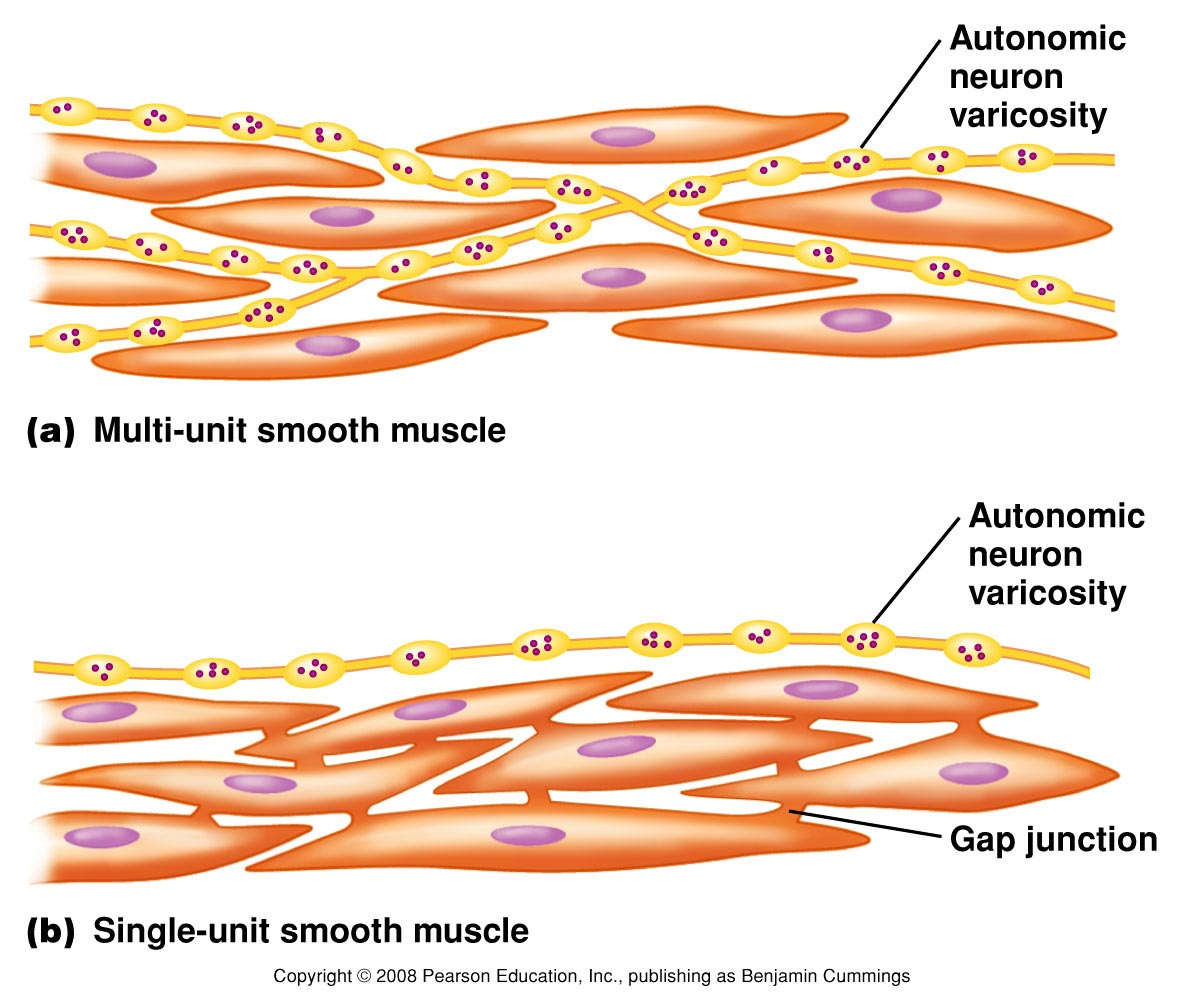 Autonomic
neuron
varicosity
(a) Multi-unit smooth muscle
Autonomic
neuron
varicosity
Gap junction
(b) Single-unit smooth muscle
Copyright © 2008 Pearson Education, Inc., publishing as Benjamin Cummings